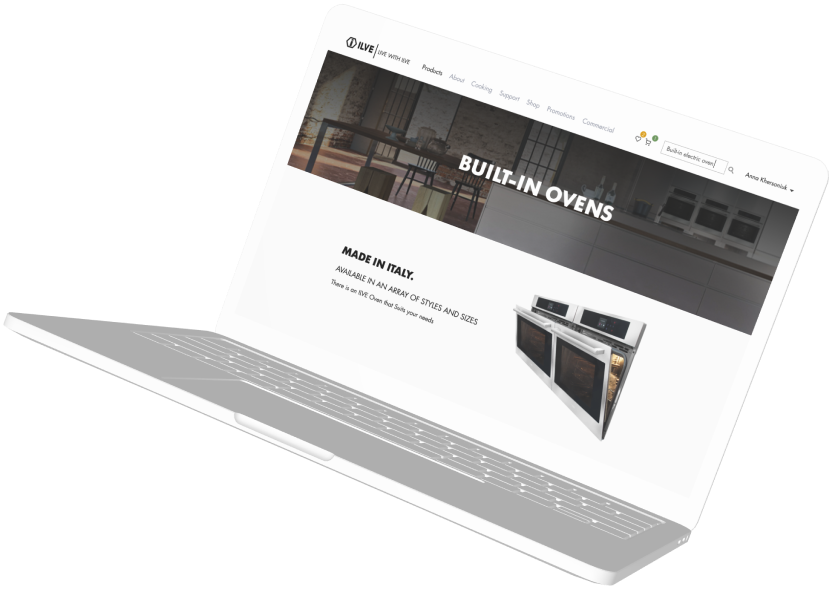 ILVE LIVE WITH ILVE
Products About Cooking Support Shop Promotions Commercial
Built-in electric oven
Anna Khersoniuk
BUILT-IN OVENS
MADE IN ITALY.
AVAILABLE IN AN ARRAY OF STYLES AND SIZES
There is an ILVE Oven that Suits your needs